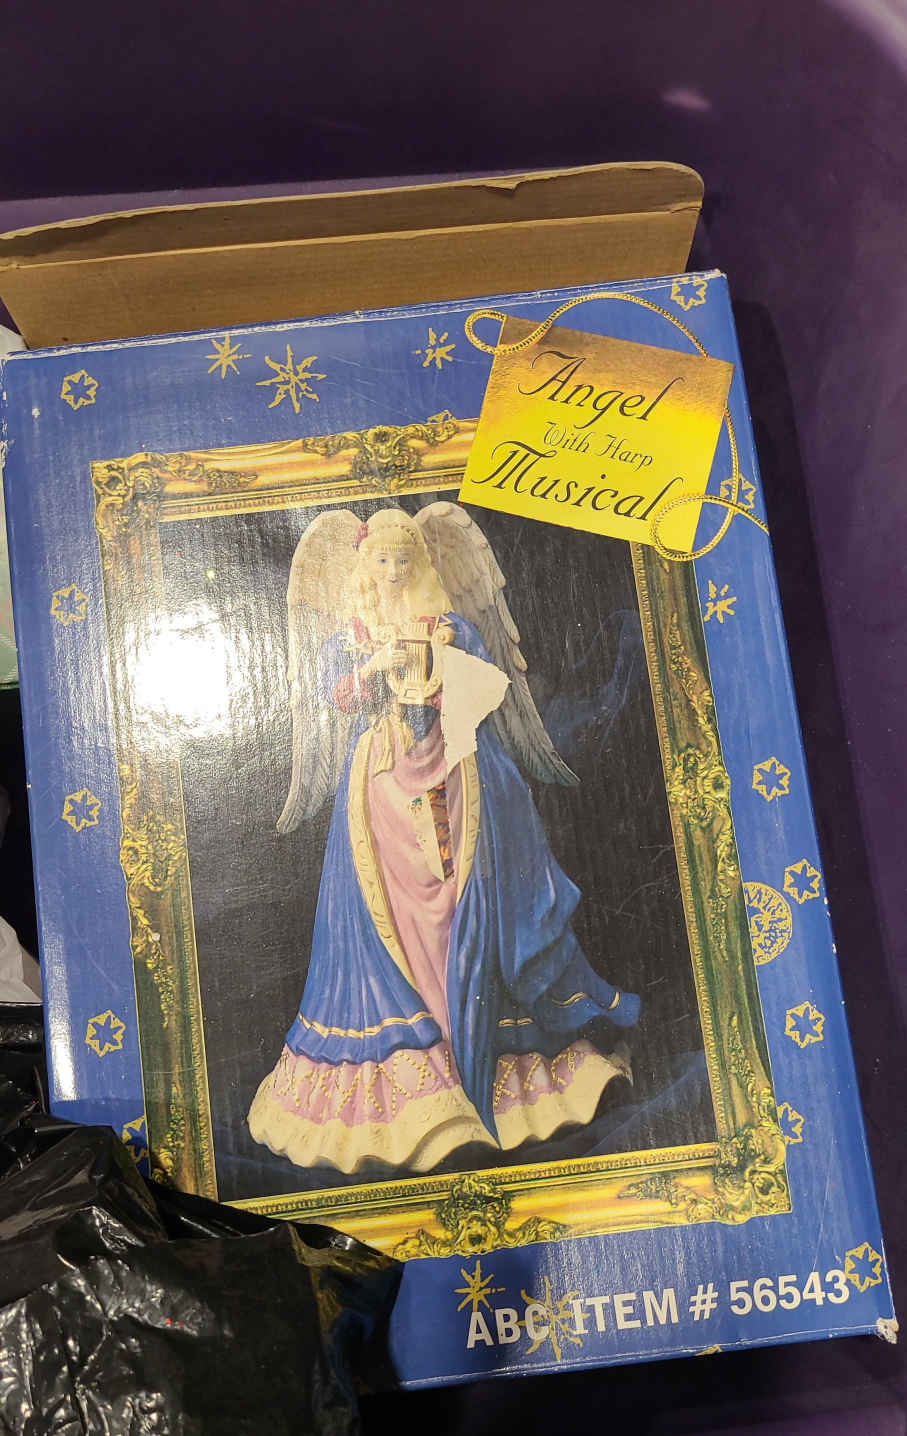 Angel
With Harp
Musical
ABC ITEM # 56543